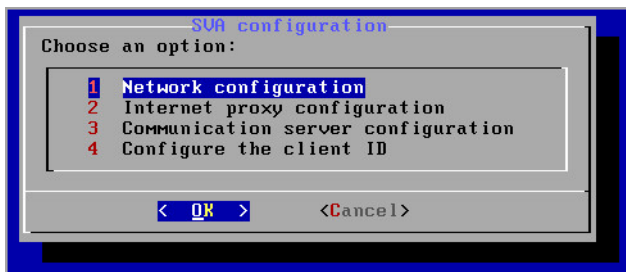 SVA configuration
Choose an option:
1 Network configuration
2 Internet proxy configuration
3 Communication server configuration
4 Configure the client ID
< OK > <Cancel>